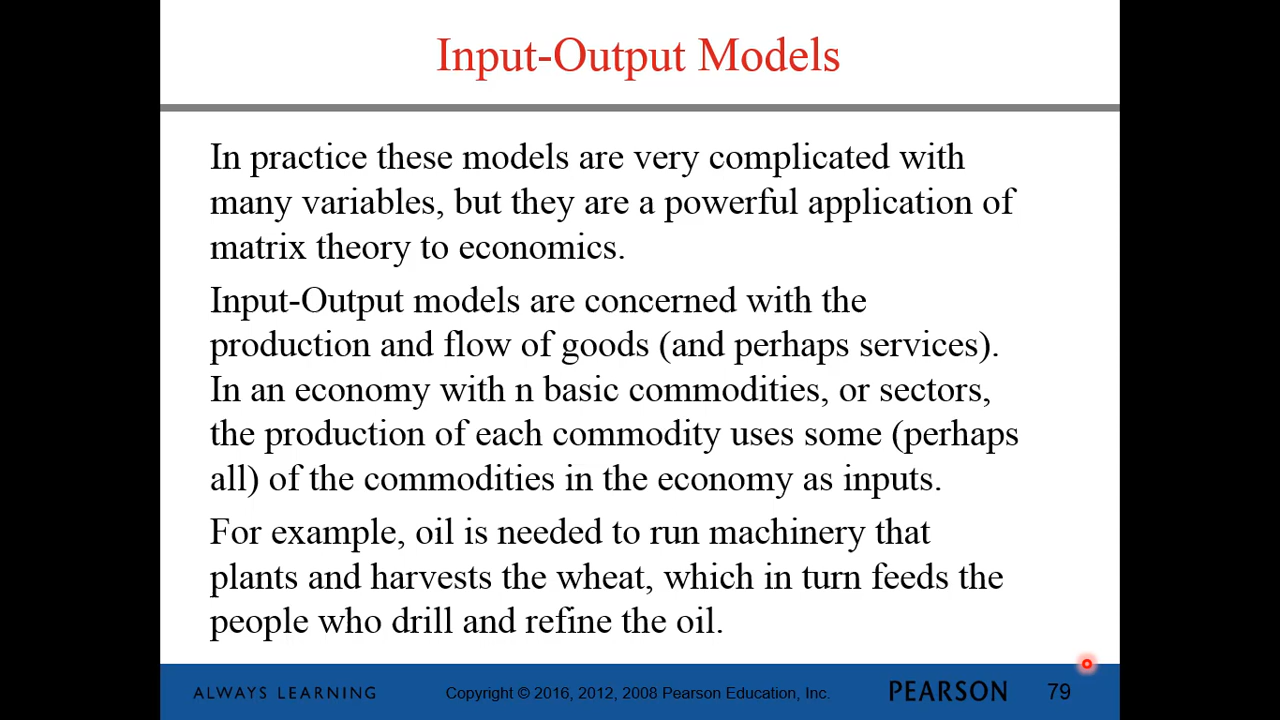 Input-Output Models
In practice these models are very complicated with
many variables, but they are a powerful application of
matrix theory to economics.
Input-Output models are concerned with the
production and flow of goods (and perhaps services).
In an economy with n basic commodities, or sectors,
the production of each commodity uses some (perhaps
all) of the commodities in the economy as inputs.
For example, oil is needed to run machinery that
plants and harvests the wheat, which in turn feeds the
people who drill and refine the oil.
ALWAYS LEARNING Copyright © 2016, 2012, 2008 Pearson Education, Inc. PEARSON 79